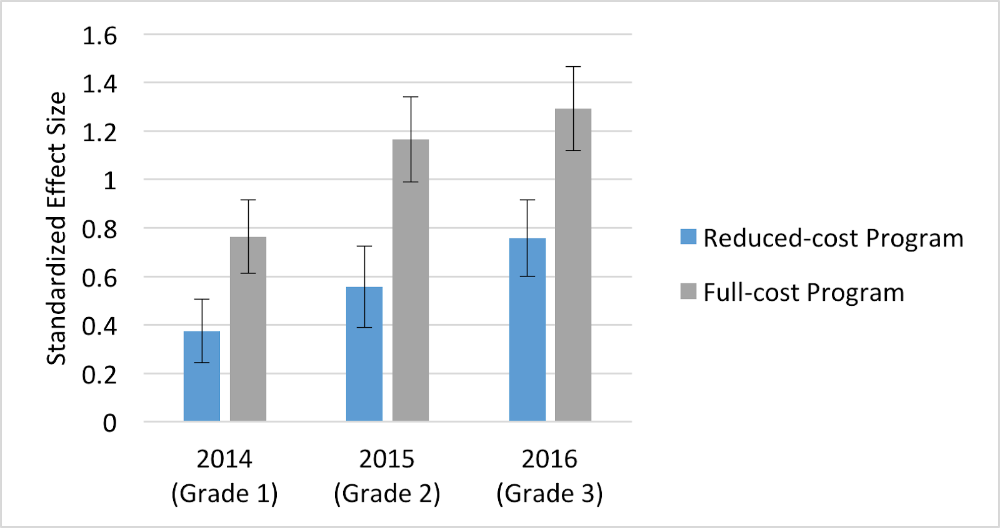 1.6
1.4
1.2
1
0.8
0.6
0.4
0.2
0
Standardized Effect Size
2014
(Grade 1)
2015
(Grade 2)
2016
(Grade 3)
Reduced-cost Program
Full-cost Program